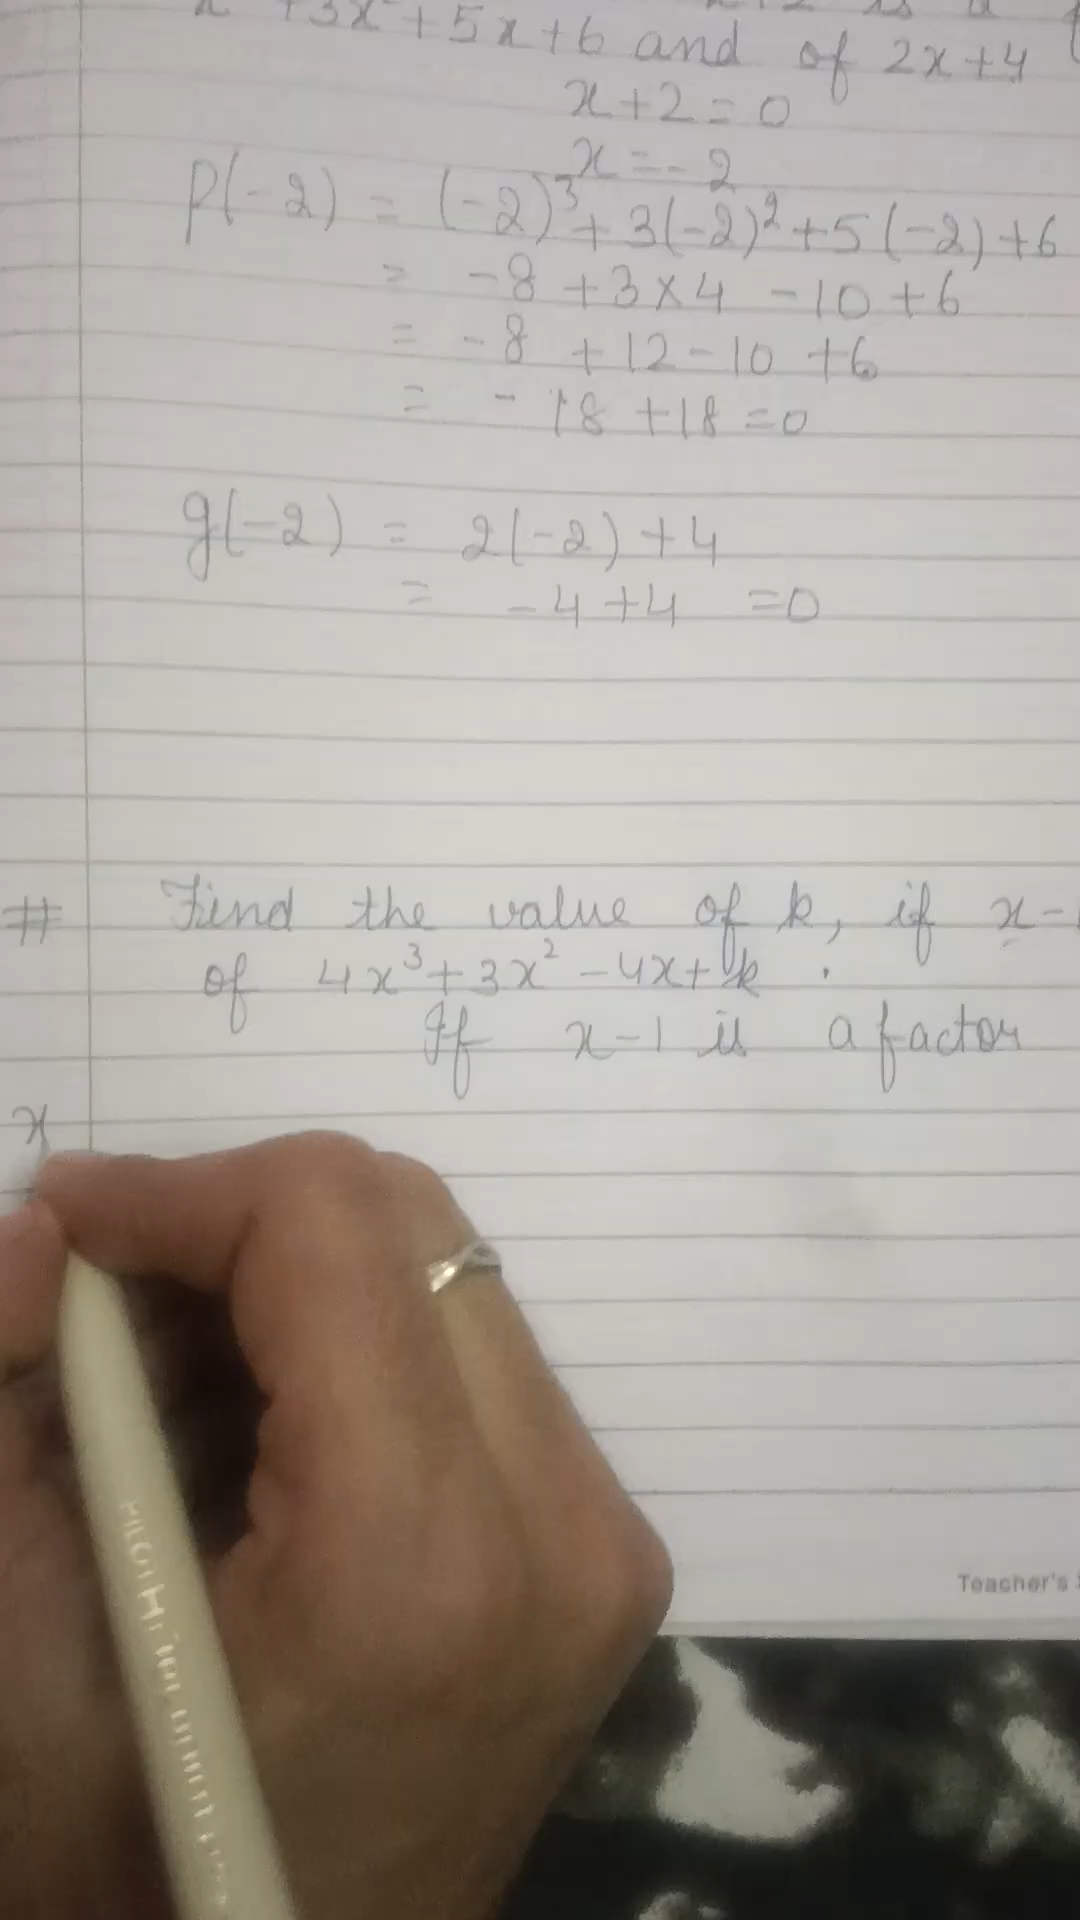 +3x² +5x+6 and of 2x+4
x+2=0
x=-2
p(-2) = (-2)³+3(-2)²+5(-2)+6
= -8 +3×4 -10+6
= -8 +12-10 +6
= -18 +18=0
g(-2) = 2(-2)+4
= -4+4 =0
# Find the value of k, if x-
of 4x³+3x²-4x+k.
If x-1 is a factor
x
Teacher's